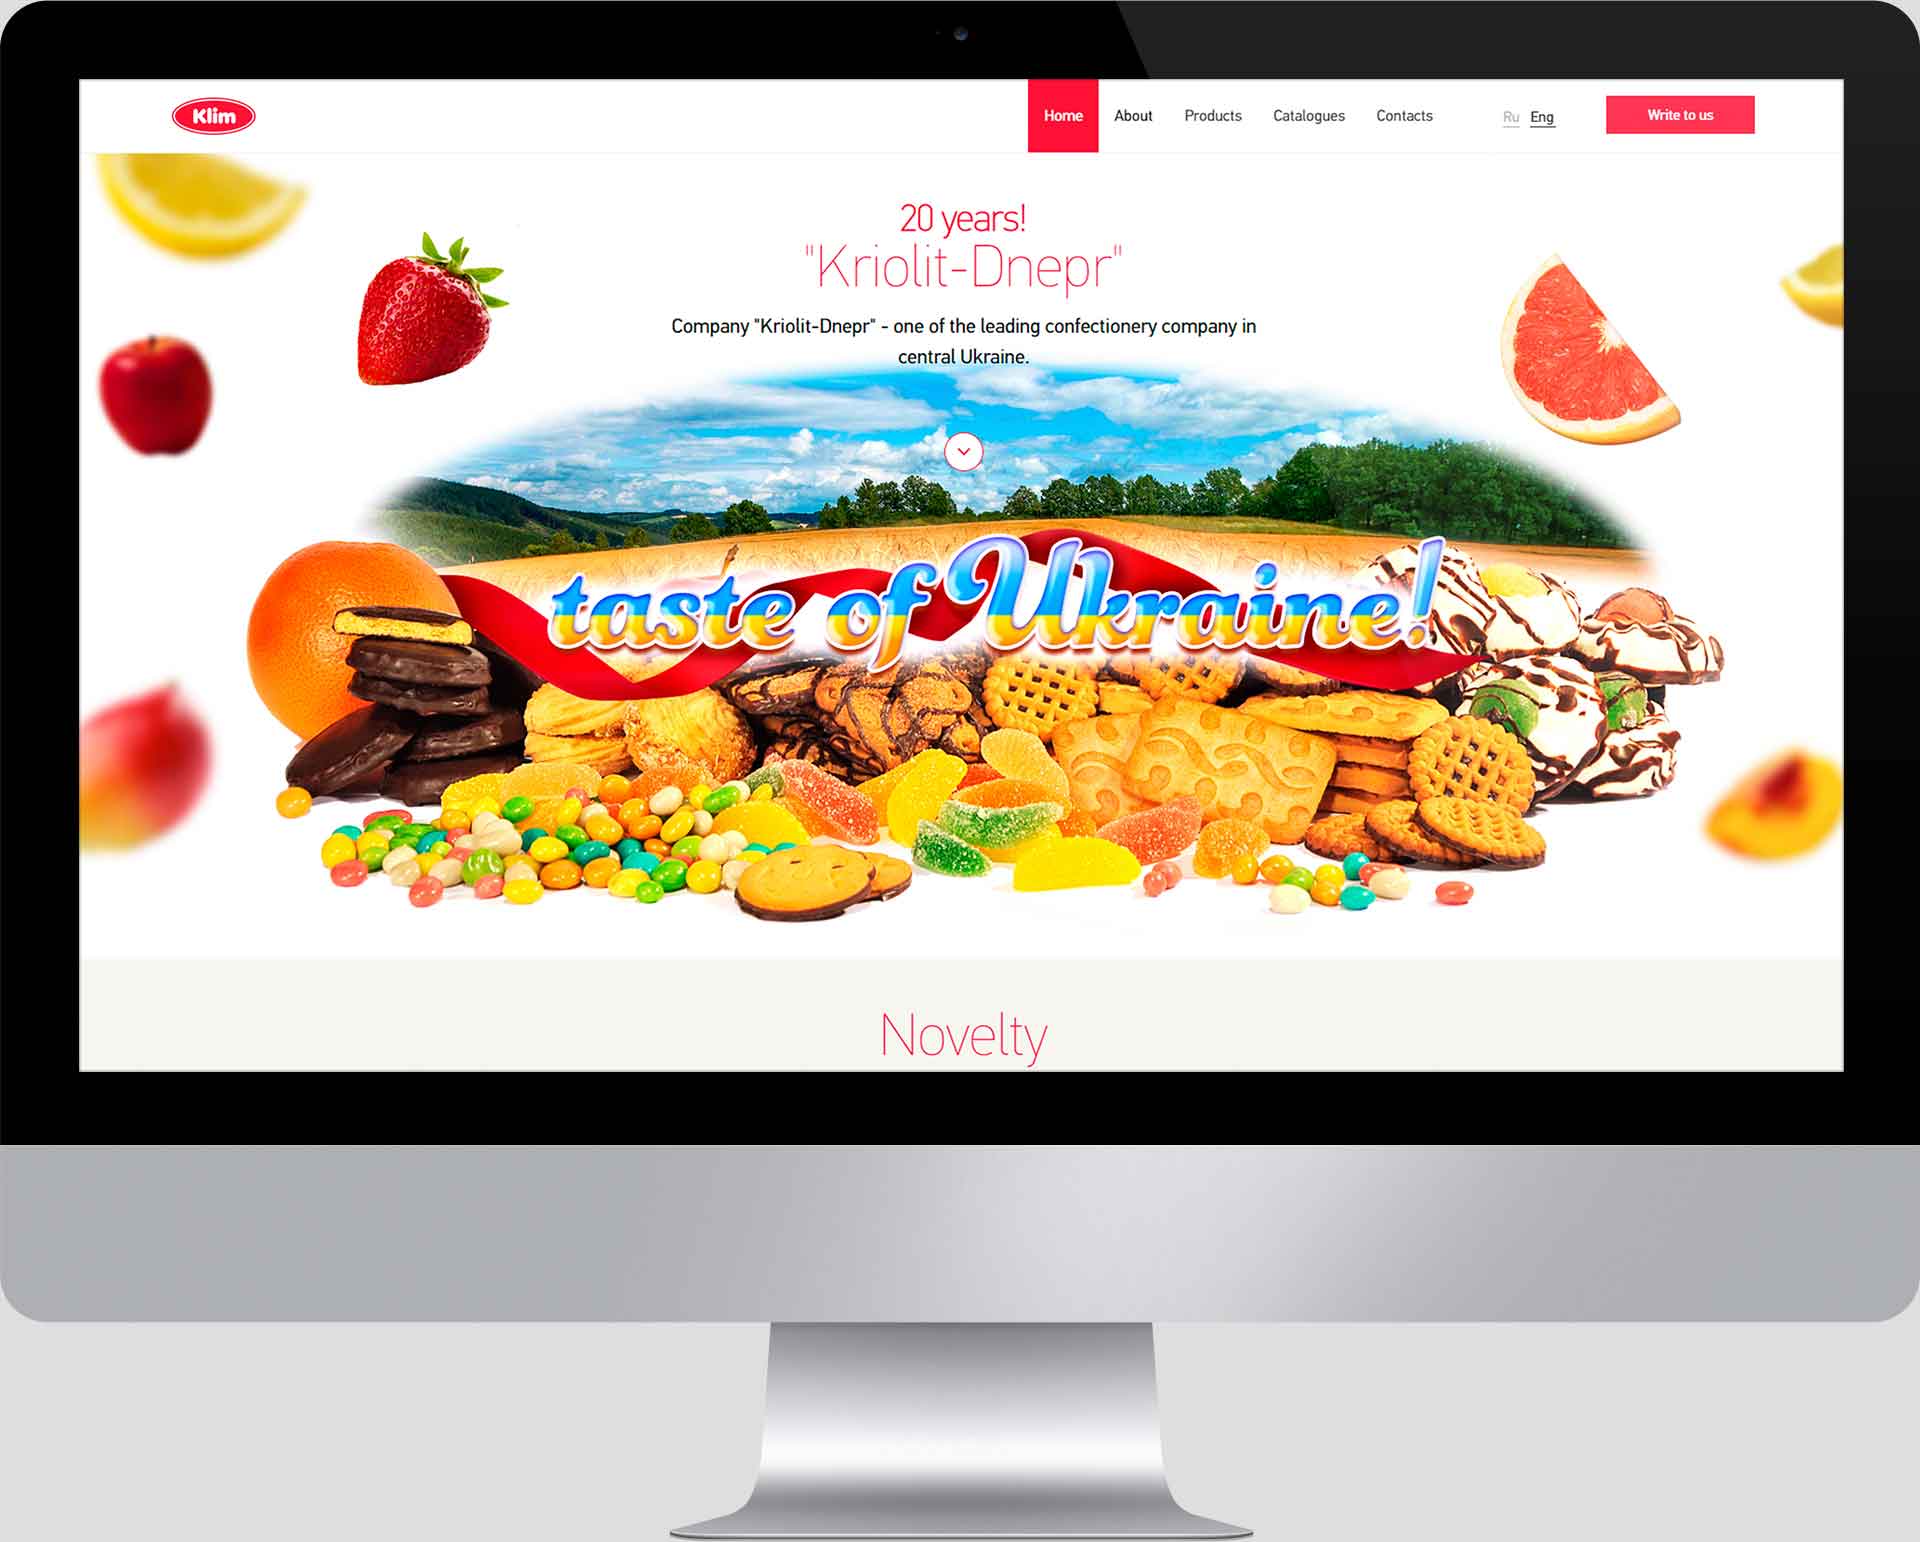 Klim
Home About Products Catalogues Contacts Ru Eng Write to us
20 years!
"Kriolit-Dnepr"
Company "Kriolit-Dnepr" - one of the leading confectionery company in
central Ukraine.
taste of Ukraine!
Novelty